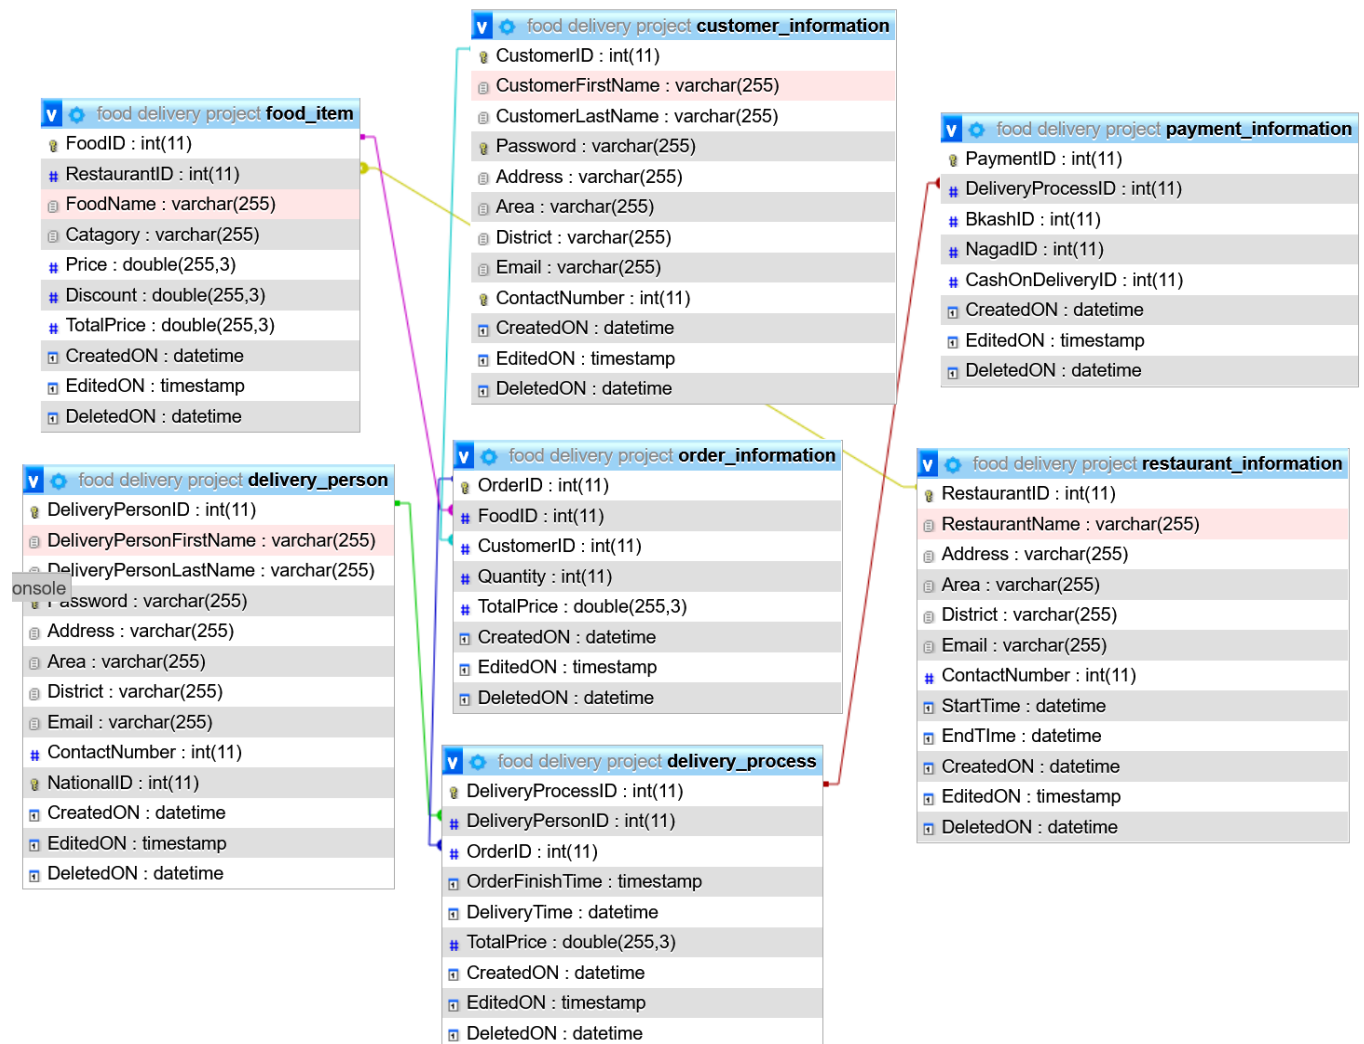 food delivery project customer_information
CustomerID : int(11)
CustomerFirstName : varchar(255)
CustomerLastName : varchar(255)
Password : varchar(255)
Address : varchar(255)
Area : varchar(255)
District : varchar(255)
Email : varchar(255)
ContactNumber : int(11)
CreatedON : datetime
EditedON : timestamp
DeletedON : datetime
food delivery project food_item
FoodID : int(11)
RestaurantID : int(11)
FoodName : varchar(255)
Catagory : varchar(255)
Price : double(255,3)
Discount : double(255,3)
TotalPrice : double(255,3)
CreatedON : datetime
EditedON : timestamp
DeletedON : datetime
food delivery project payment_information
PaymentID : int(11)
DeliveryProcessID : int(11)
BkashID : int(11)
NagadID : int(11)
CashOnDeliveryID : int(11)
CreatedON : datetime
EditedON : timestamp
DeletedON : datetime
food delivery project delivery_person
DeliveryPersonID : int(11)
DeliveryPersonFirstName : varchar(255)
DeliveryPersonLastName : varchar(255)
onsole
Password : varchar(255)
Address : varchar(255)
Area : varchar(255)
District : varchar(255)
Email : varchar(255)
ContactNumber : int(11)
NationalID : int(11)
CreatedON : datetime
EditedON : timestamp
DeletedON : datetime
food delivery project order_information
OrderID : int(11)
FoodID : int(11)
CustomerID : int(11)
Quantity : int(11)
TotalPrice : double(255,3)
CreatedON : datetime
EditedON : timestamp
DeletedON : datetime
food delivery project restaurant_information
RestaurantID : int(11)
RestaurantName : varchar(255)
Address : varchar(255)
Area : varchar(255)
District : varchar(255)
Email : varchar(255)
ContactNumber : int(11)
StartTime : datetime
EndTIme : datetime
CreatedON : datetime
EditedON : timestamp
DeletedON : datetime
food delivery project delivery_process
DeliveryProcessID : int(11)
DeliveryPersonID : int(11)
OrderID : int(11)
OrderFinishTime : timestamp
DeliveryTime : datetime
TotalPrice : double(255,3)
CreatedON : datetime
EditedON : timestamp
DeletedON : datetime